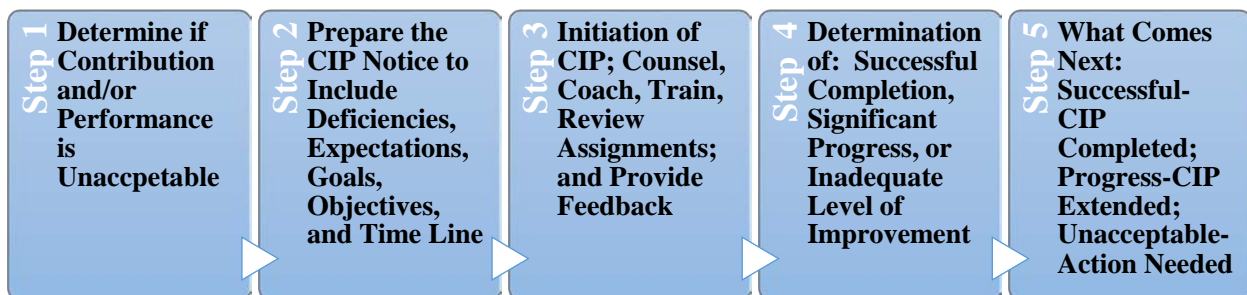 Step 1
Determine if
Contribution
and/or
Performance
is
Unaccpetable
Step 2
Prepare the
CIP Notice to
Include
Deficiencies,
Expectations,
Goals,
Objectives,
and Time Line
Step 3
Initiation of
CIP; Counsel,
Coach, Train,
Review
Assignments;
and Provide
Feedback
Step 4
Determination
of:  Successful
Completion,
Significant
Progress, or
Inadequate
Level of
Improvement
Step 5
What Comes
Next:
Successful-
CIP
Completed;
Progress-CIP
Extended;
Unacceptable-
Action Needed